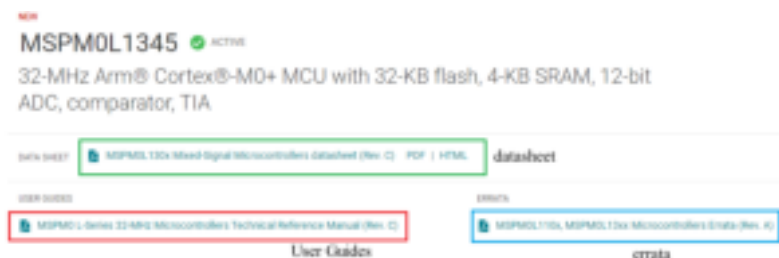 NEW
MSPM0L1345 ACTIVE
32-MHz Arm® Cortex®-M0+ MCU with 32-KB flash, 4-KB SRAM, 12-bit
ADC, comparator, TIA
DATA SHEET MSPM0L130x Mixed-Signal Microcontrollers datasheet (Rev. C) PDF | HTML datasheet
USER GUIDES ERRATA
MSPM0 L-Series 32-MHz Microcontrollers Technical Reference Manual (Rev. C) MSPM0L110x, MSPM0L13xx Microcontrollers Errata (Rev. A)
User Guides errata